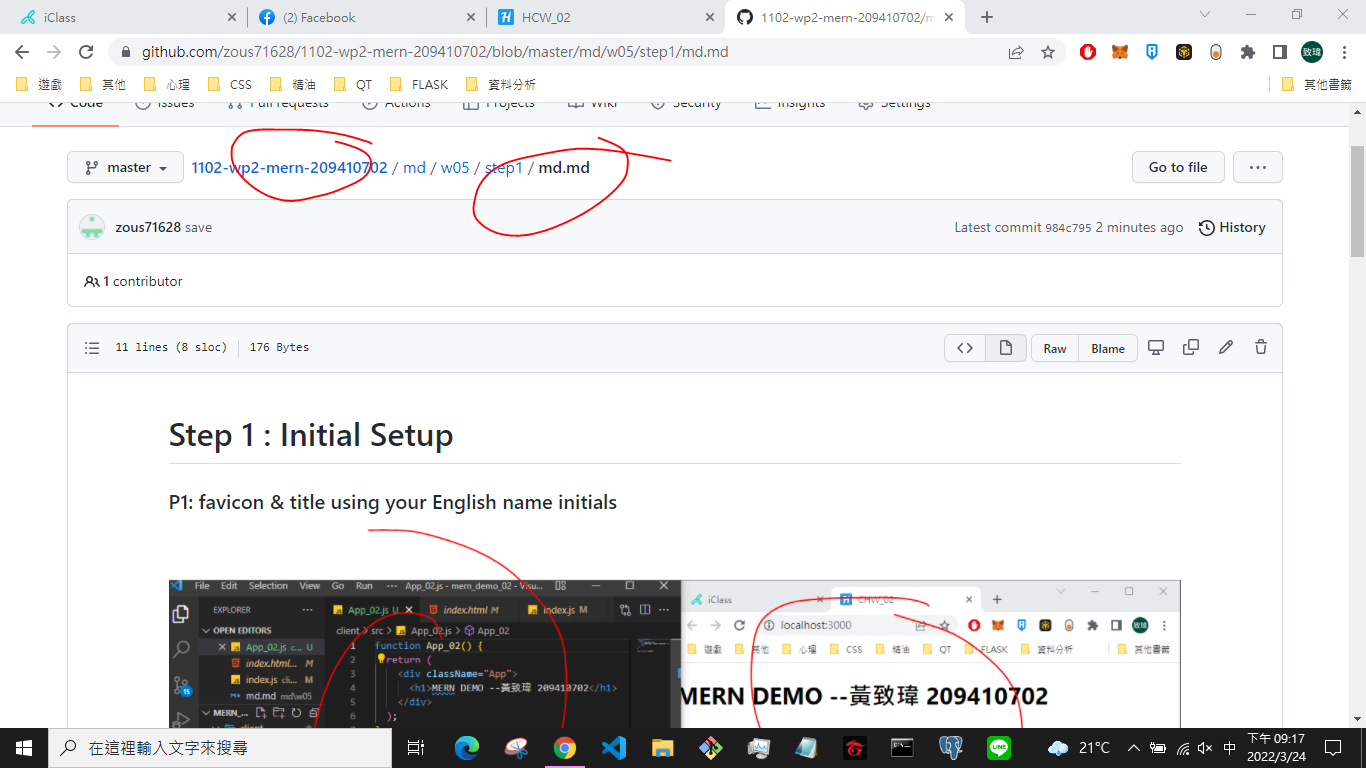 iClass
(2) Facebook
HCW_02
1102-wp2-mern-209410702/m
github.com/zous71628/1102-wp2-mern-209410702/blob/master/md/w05/step1/md.md
致瑋
遊戲 其他 心理 CSS 精油 QT FLASK 資料分析 其他書籤
Code Issues Pull requests Actions Projects Wiki Security Insights Settings
master 1102-wp2-mern-209410702 / md / w05 / step1 / md.md Go to file ...
zous71628 save Latest commit 984c795 2 minutes ago History
1 contributor
11 lines (8 sloc) 176 Bytes Raw Blame
Step 1 : Initial Setup
P1: favicon & title using your English name initials
File Edit Selection View Go Run ... App_02.js - mern_demo_02 - Visu...
EXPLORER ... App_02.js U index.html M index.js M
OPEN EDITORS client > src > App_02.js > App_02
App_02.js c... U
index.html... M
index.js cli... M
md.md md\w05
MERN_...
client
15
1 function App_02() {
2 return (
3 <div className="App">
4 <h1>MERN DEMO --黃致瑋 209410702</h1>
5 </div>
6 );
iClass CHW_02
localhost:3000
致瑋
遊戲 其他 心理 CSS 精油 QT FLASK 資料分析 其他書籤
MERN DEMO --黃致瑋 209410702
在這裡輸入文字來搜尋
LINE
21°C
中
下午 09:17
2022/3/24